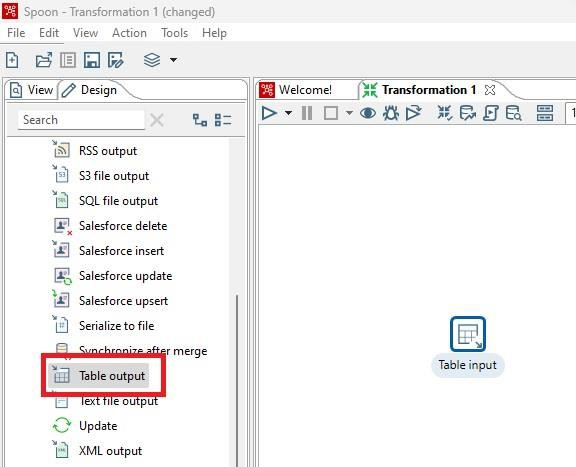 Spoon - Transformation 1 (changed)
File Edit View Action Tools Help
View Design
Welcome! Transformation 1
Search
RSS output
S3 file output
SQL file output
Salesforce delete
Salesforce insert
Salesforce update
Salesforce upsert
Serialize to file
Synchronize after merge
Table output
Text file output
Update
XML output
Table input